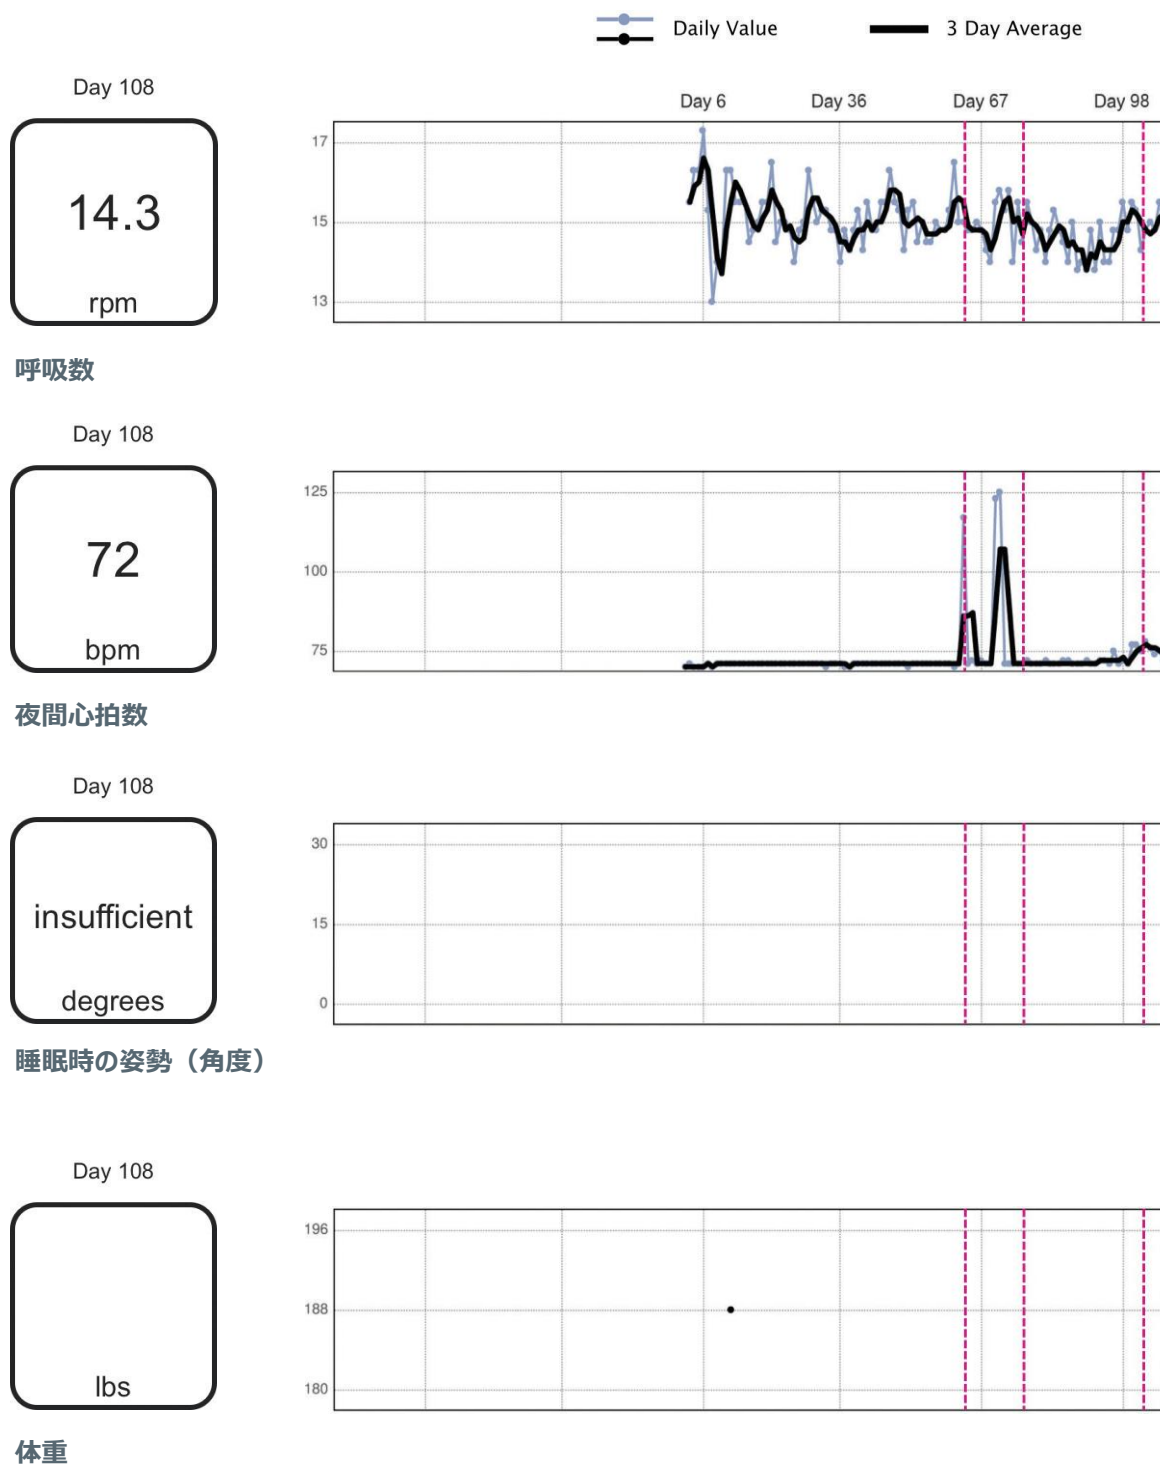 Daily Value 3 Day Average
Day 108
Day 6 Day 36 Day 67 Day 98
17
15
13
14.3
rpm
呼吸数
Day 108
125
100
75
72
bpm
夜間心拍数
Day 108
30
15
0
insufficient
degrees
睡眠時の姿勢（角度）
Day 108
196
188
180
lbs
体重